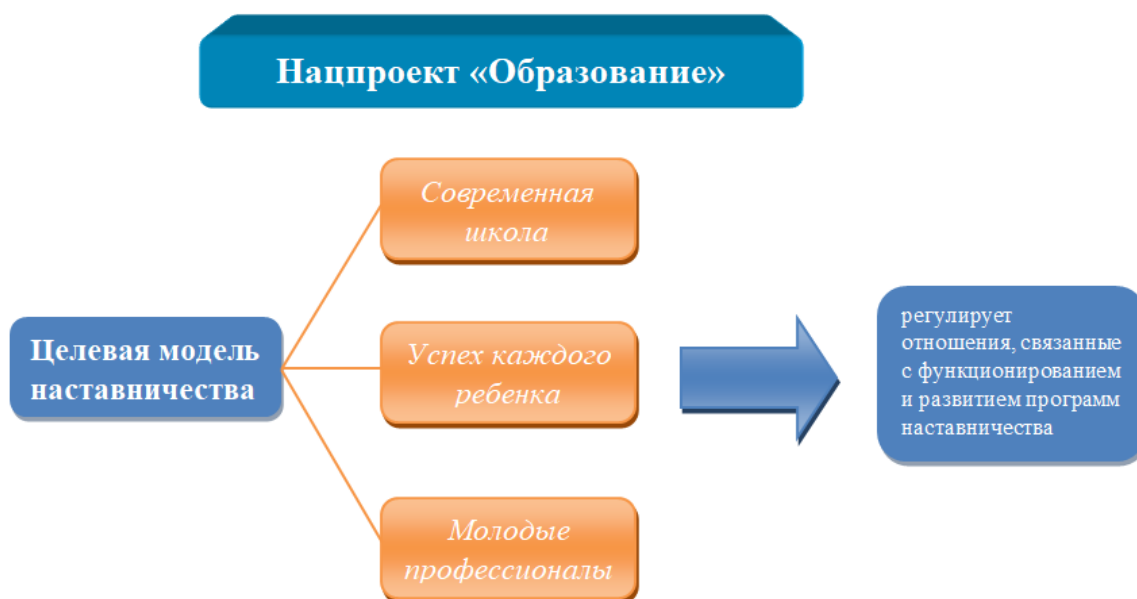 Нацпроект «Образование»
Современная
школа
Целевая модель
наставничества
Успех каждого
ребенка
Молодые
профессионалы
регулирует
отношения, связанные
с функционированием
и развитием программ
наставничества